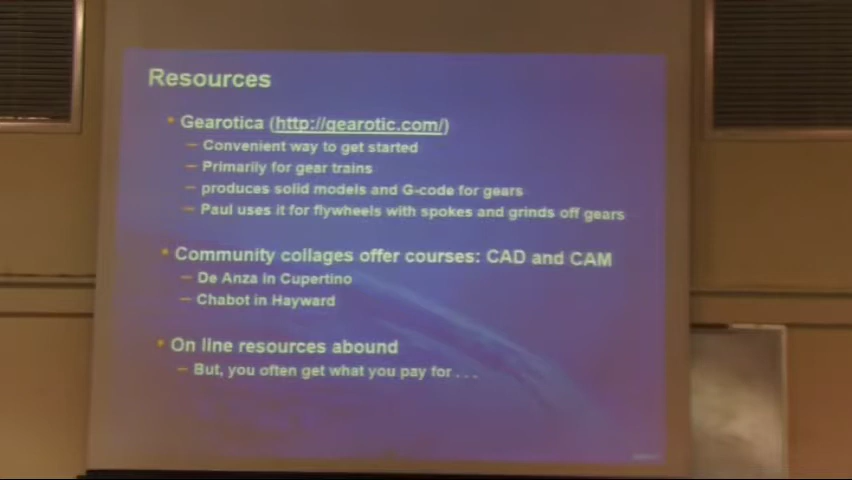 Resources
• Gearotica (http://gearotic.com/)
– Convenient way to get started
– Primarily for gear trains
– produces solid models and G-code for gears
– Paul uses it for flywheels with spokes and grinds off gears
• Community collages offer courses: CAD and CAM
– De Anza in Cupertino
– Chabot in Hayward
• On line resources abound
– But, you often get what you pay for . . .